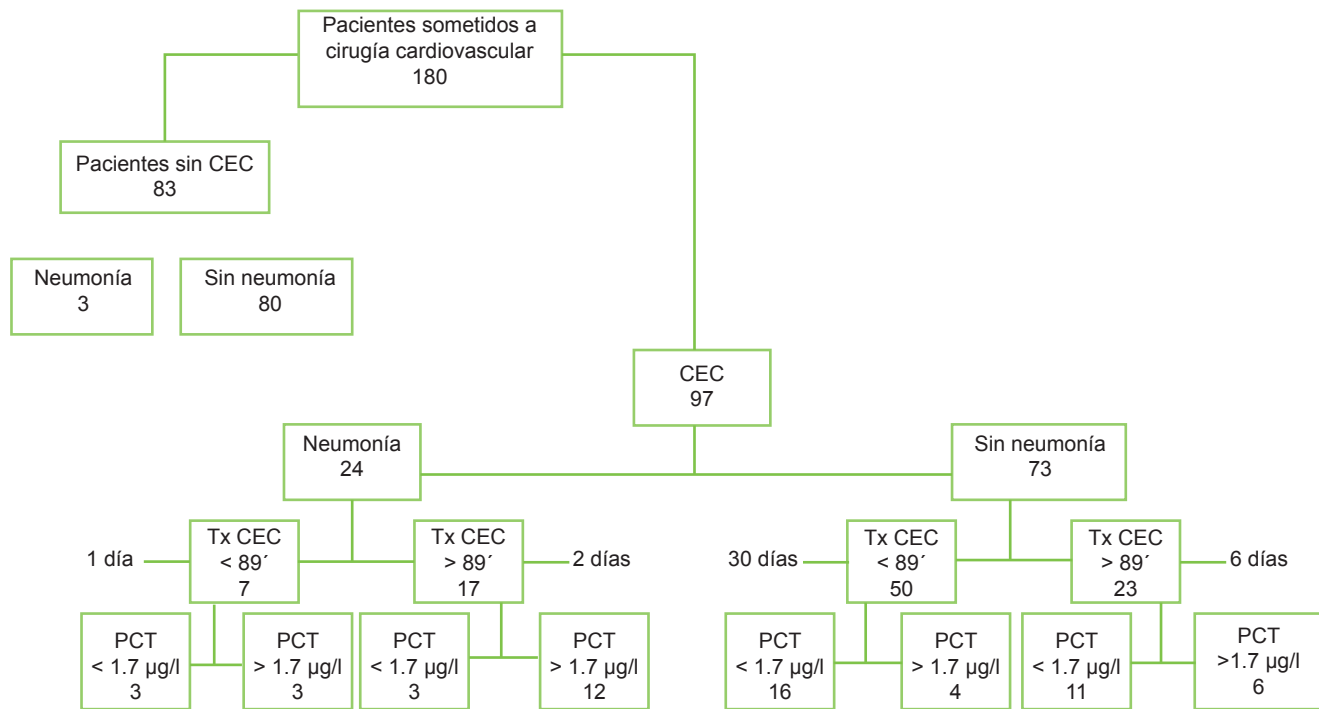 Pacientes sometidos a
cirugía cardiovascular
180
Pacientes sin CEC
83
Neumonía
3
Sin neumonía
80
CEC
97
Neumonía
24
Sin neumonía
73
1 día
Tx CEC
< 89´
7
Tx CEC
> 89´
17
2 días
30 días
Tx CEC
< 89´
50
Tx CEC
> 89´
23
6 días
PCT
< 1.7 µg/l
3
PCT
> 1.7 µg/l
3
PCT
< 1.7 µg/l
3
PCT
> 1.7 µg/l
12
PCT
< 1.7 µg/l
16
PCT
> 1.7 µg/l
4
PCT
< 1.7 µg/l
11
PCT
>1.7 µg/l
6